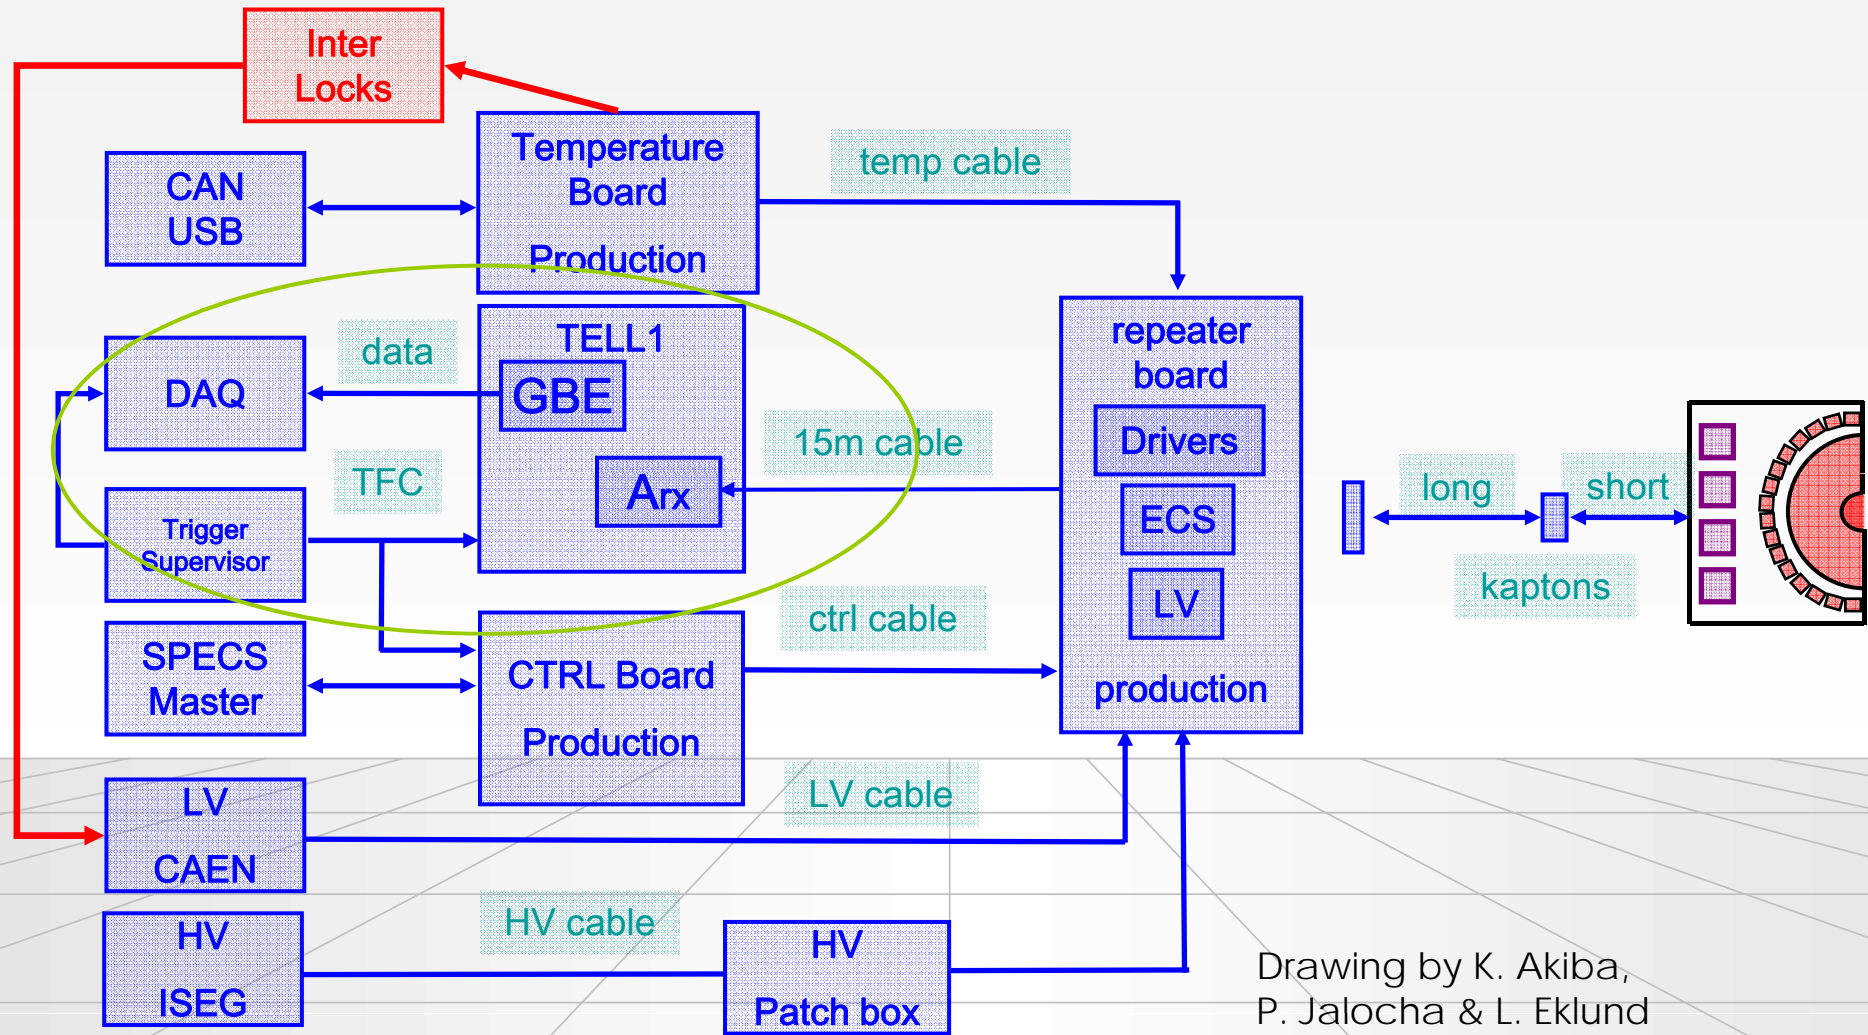 Inter
Locks
Temperature
Board
Production
temp cable
CAN
USB
TELL1
GBE
Arx
data
DAQ
TFC
Trigger
Supervisor
15m cable
repeater
board
Drivers
ECS
LV
production
long
short
kaptons
ctrl cable
SPECS
Master
CTRL Board
Production
LV cable
LV
CAEN
HV cable
HV
ISEG
HV
Patch box
Drawing by K. Akiba,
P. Jalocha & L. Eklund